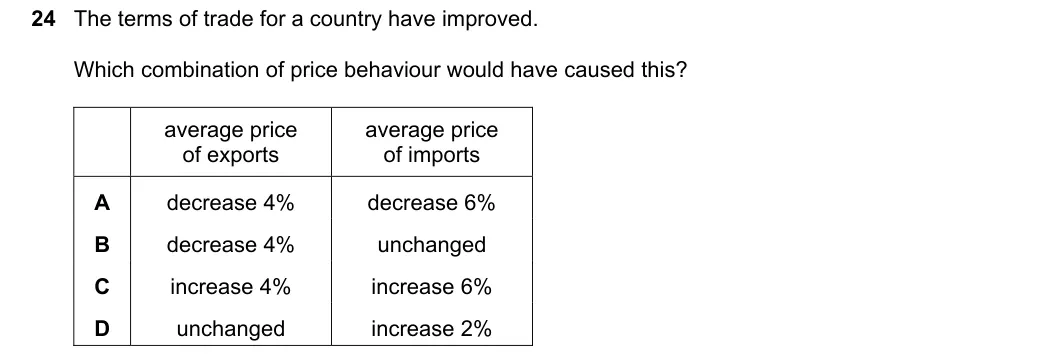 24 The terms of trade for a country have improved.
Which combination of price behaviour would have caused this?
average price of exports average price of imports
A decrease 4% decrease 6%
B decrease 4% unchanged
C increase 4% increase 6%
D unchanged increase 2%